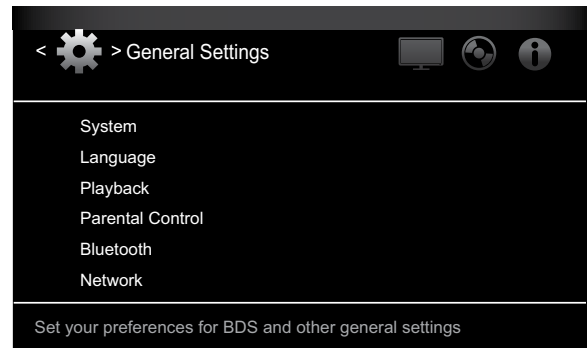 < > General Settings
System
Language
Playback
Parental Control
Bluetooth
Network
Set your preferences for BDS and other general settings